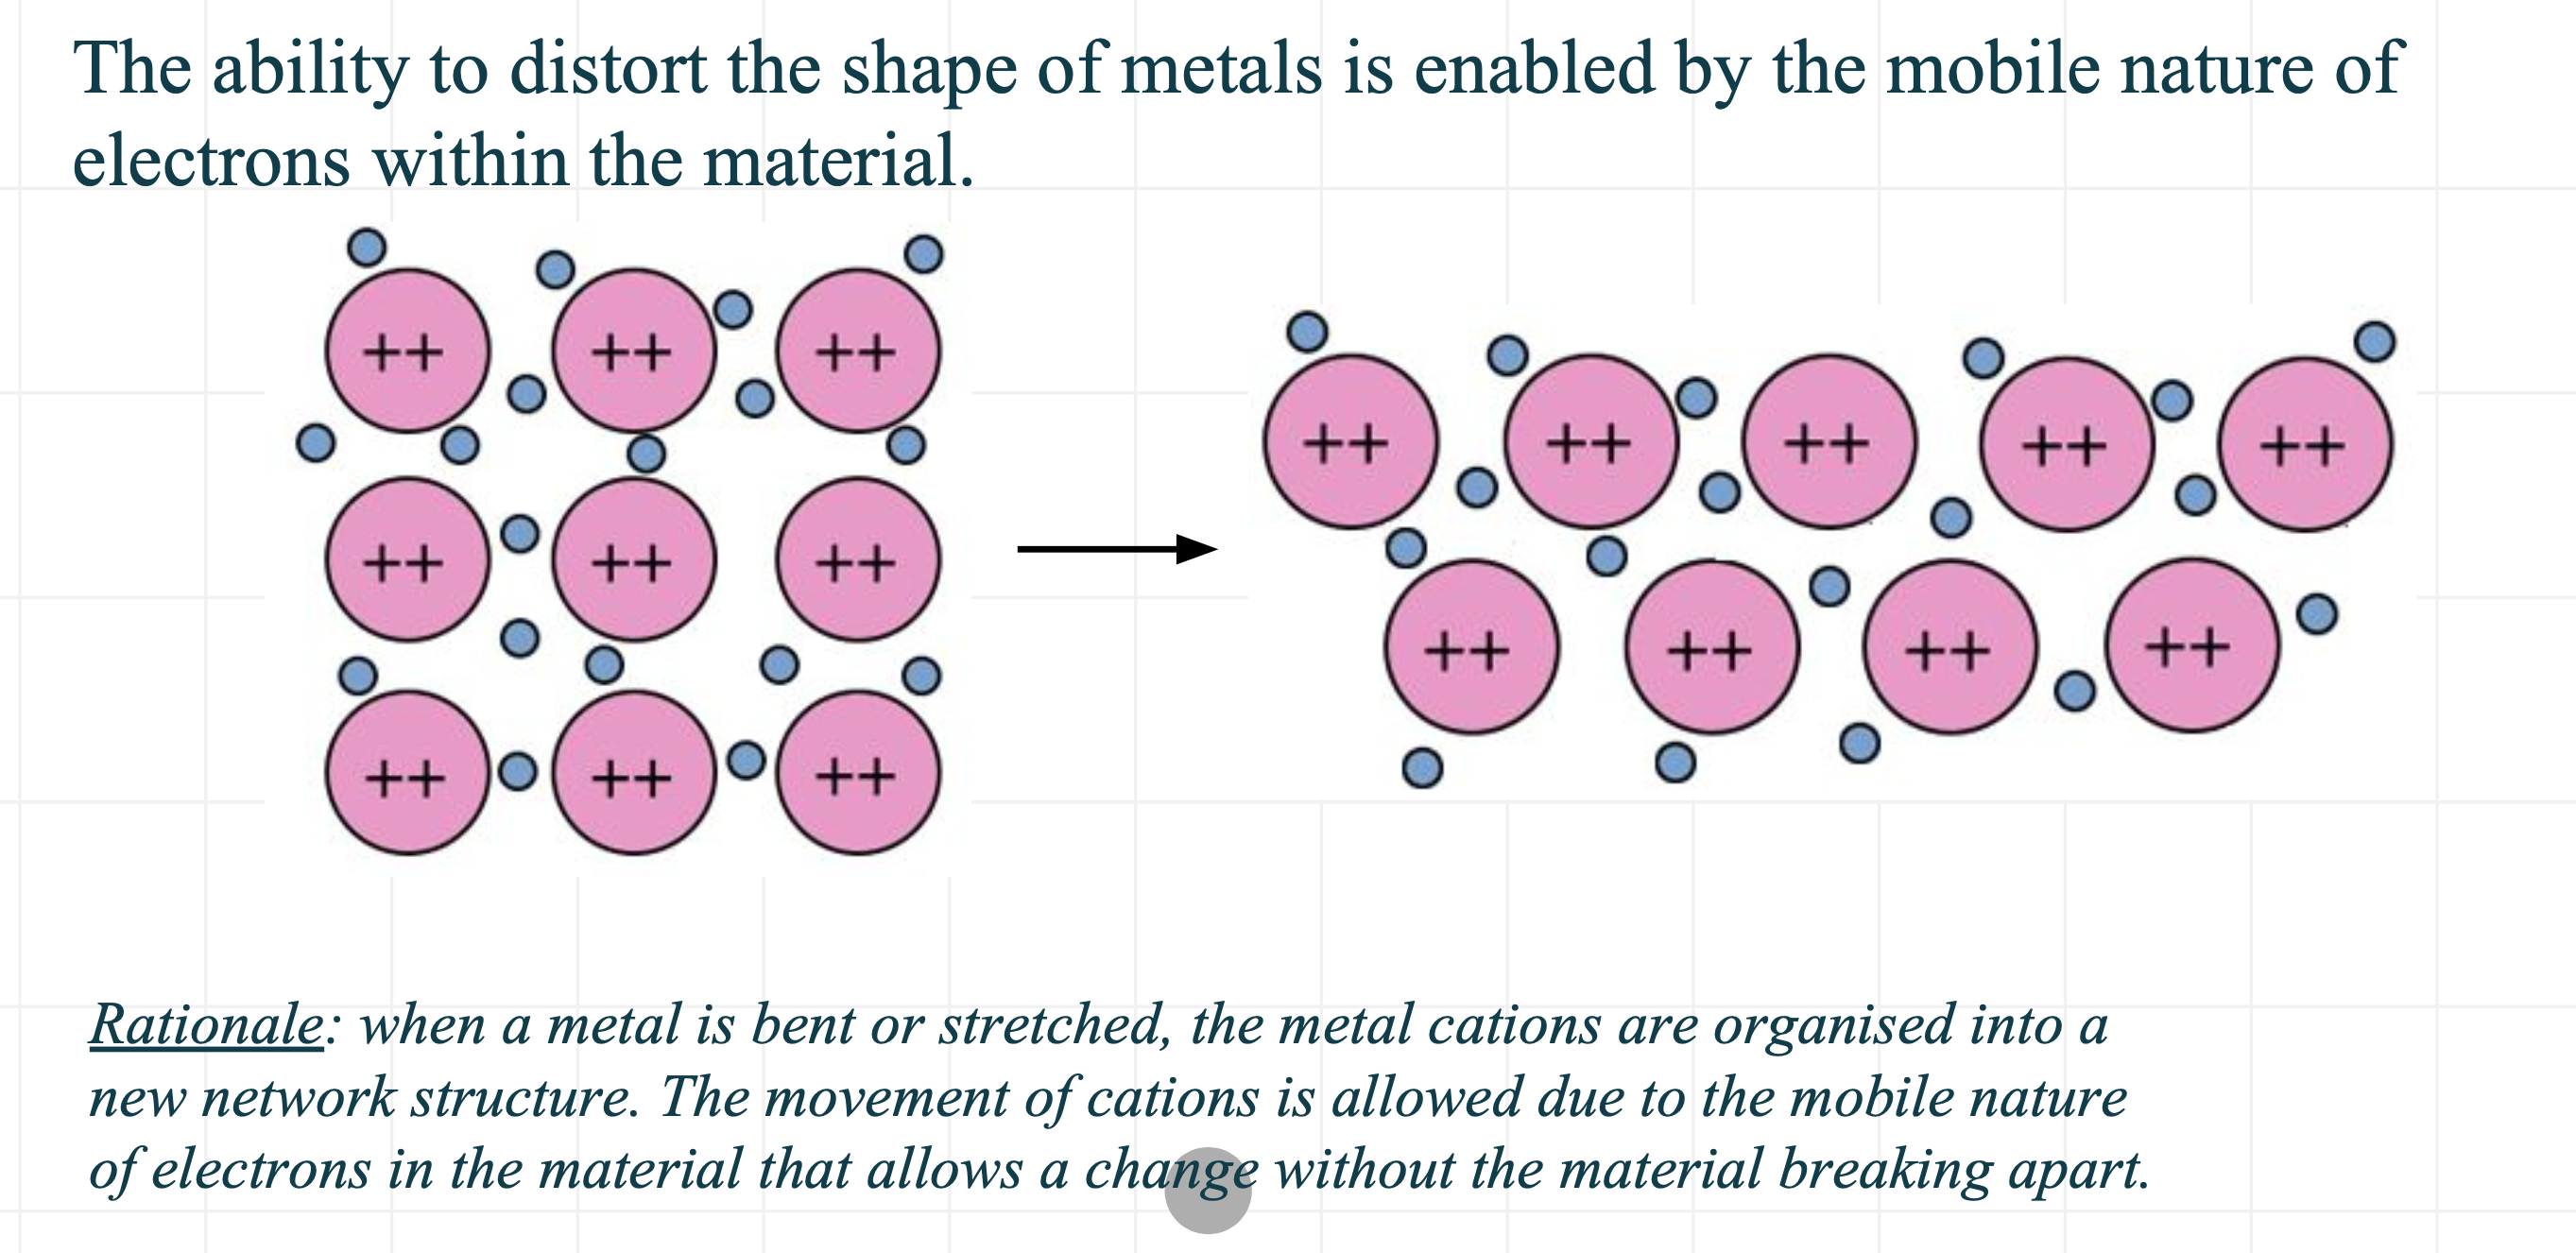 The ability to distort the shape of metals is enabled by the mobile nature of
electrons within the material.
++ ++ ++
++ ++ ++ ++ ++
++ ++ ++
++ ++ ++ ++
++ ++ ++
Rationale: when a metal is bent or stretched, the metal cations are organised into a
new network structure. The movement of cations is allowed due to the mobile nature
of electrons in the material that allows a change without the material breaking apart.